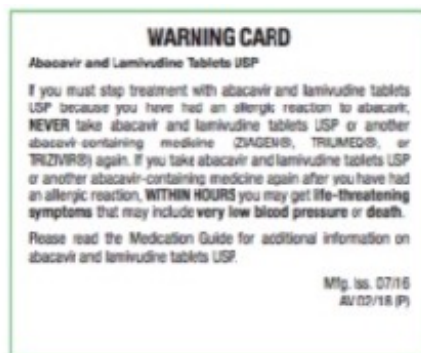 WARNING CARD
Abacavir and Lamivudine Tablets USP
If you must stop treatment with abacavir and lamivudine tablets
USP because you have had an allergic reaction to abacavir,
NEVER take abacavir and lamivudine tablets USP or another
abacavir-containing medicine (ZIAGEN®, TRIUMEQ®, or
TRIZIVIR®) again. If you take abacavir and lamivudine tablets USP
or another abacavir-containing medicine again after you have had
an allergic reaction, WITHIN HOURS you may get life-threatening
symptoms that may include very low blood pressure or death.
Please read the Medication Guide for additional information on
abacavir and lamivudine tablets USP.
Mfg. Iss. 07/16
AV 02/18 (P)